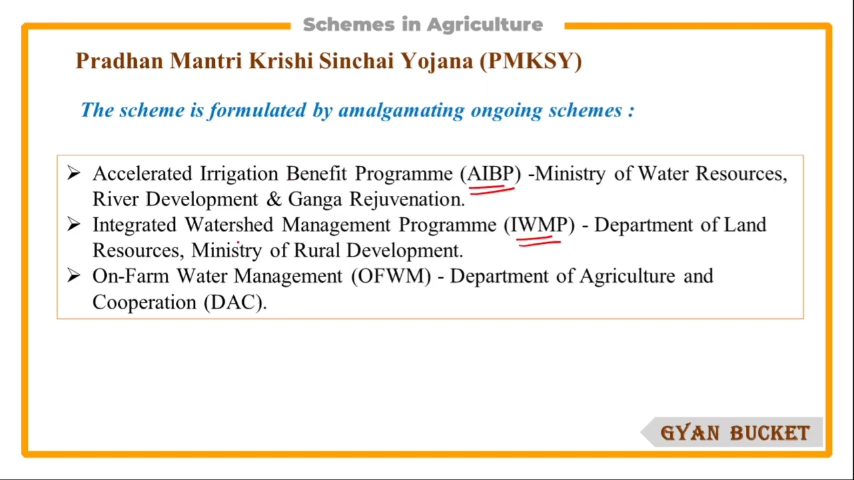 Schemes in Agriculture
Pradhan Mantri Krishi Sinchai Yojana (PMKSY)
The scheme is formulated by amalgamating ongoing schemes :
➢ Accelerated Irrigation Benefit Programme (AIBP) -Ministry of Water Resources,
River Development & Ganga Rejuvenation.
➢ Integrated Watershed Management Programme (IWMP) - Department of Land
Resources, Ministry of Rural Development.
➢ On-Farm Water Management (OFWM) - Department of Agriculture and
Cooperation (DAC).
GYAN BUCKET